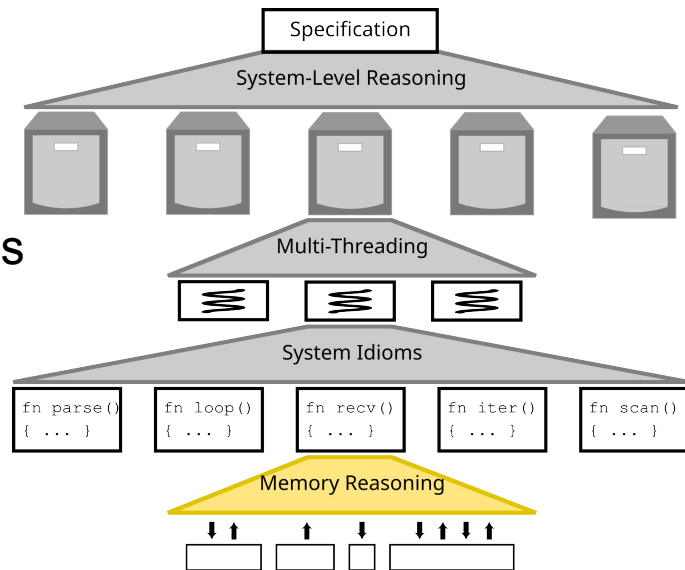 Specification
System-Level Reasoning
s
Multi-Threading
System Idioms
fn parse()
{ ... }
fn loop()
{ ... }
fn recv()
{ ... }
fn iter()
{ ... }
fn scan()
{ ... }
Memory Reasoning